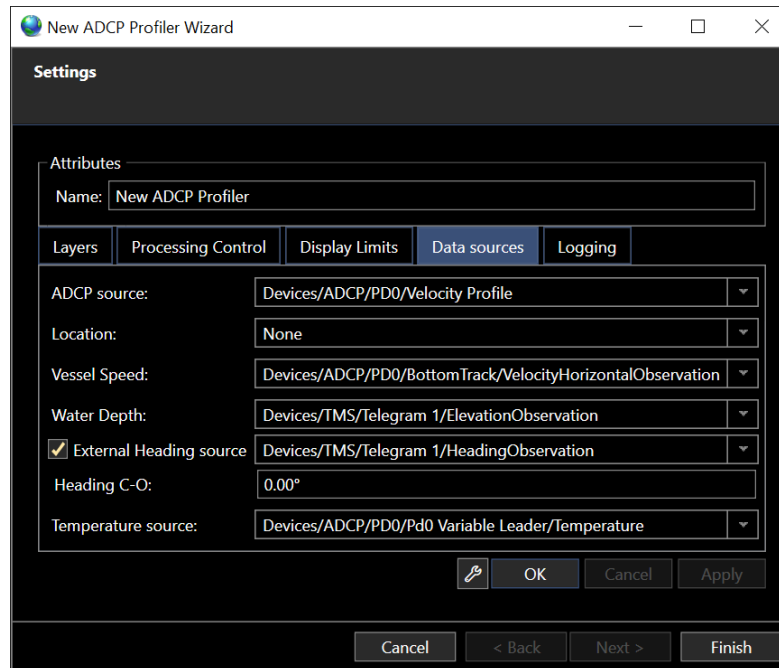 New ADCP Profiler Wizard
Settings
Attributes
Name: New ADCP Profiler
Layers Processing Control Display Limits Data sources Logging
ADCP source: Devices/ADCP/PD0/Velocity Profile
Location: None
Vessel Speed: Devices/ADCP/PD0/BottomTrack/VelocityHorizontalObservation
Water Depth: Devices/TMS/Telegram 1/ElevationObservation
External Heading source Devices/TMS/Telegram 1/HeadingObservation
Heading C-O: 0.00°
Temperature source: Devices/ADCP/PD0/Pd0 Variable Leader/Temperature
OK Cancel Apply
Cancel < Back Next > Finish